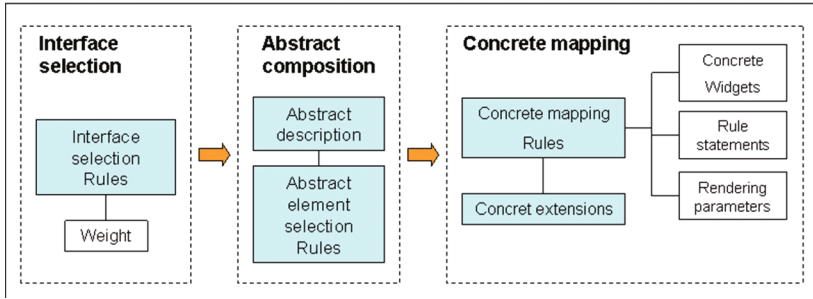 Interface
selection
Interface
selection
Rules
Weight
Abstract
composition
Abstract
description
Abstract
element
selection
Rules
Concrete mapping
Concrete mapping
Rules
Concret extensions
Concrete
Widgets
Rule
statements
Rendering
parameters